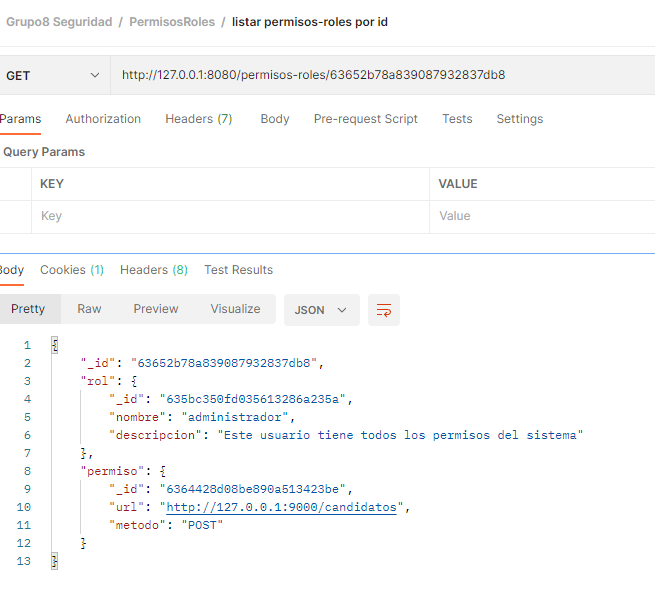 Grupo8 Seguridad / PermisosRoles / listar permisos-roles por id
GET http://127.0.0.1:8080/permisos-roles/63652b78a839087932837db8
Params Authorization Headers (7) Body Pre-request Script Tests Settings
Query Params
KEY VALUE
Key Value
Body Cookies (1) Headers (8) Test Results
Pretty Raw Preview Visualize JSON
1 {
2 "_id": "63652b78a839087932837db8",
3 "rol": {
4 "_id": "635bc350fd035613286a235a",
5 "nombre": "administrador",
6 "descripcion": "Este usuario tiene todos los permisos del sistema"
7 },
8 "permiso": {
9 "_id": "6364428d08be890a513423be",
10 "url": "http://127.0.0.1:9000/candidatos",
11 "metodo": "POST"
12 }
13 }